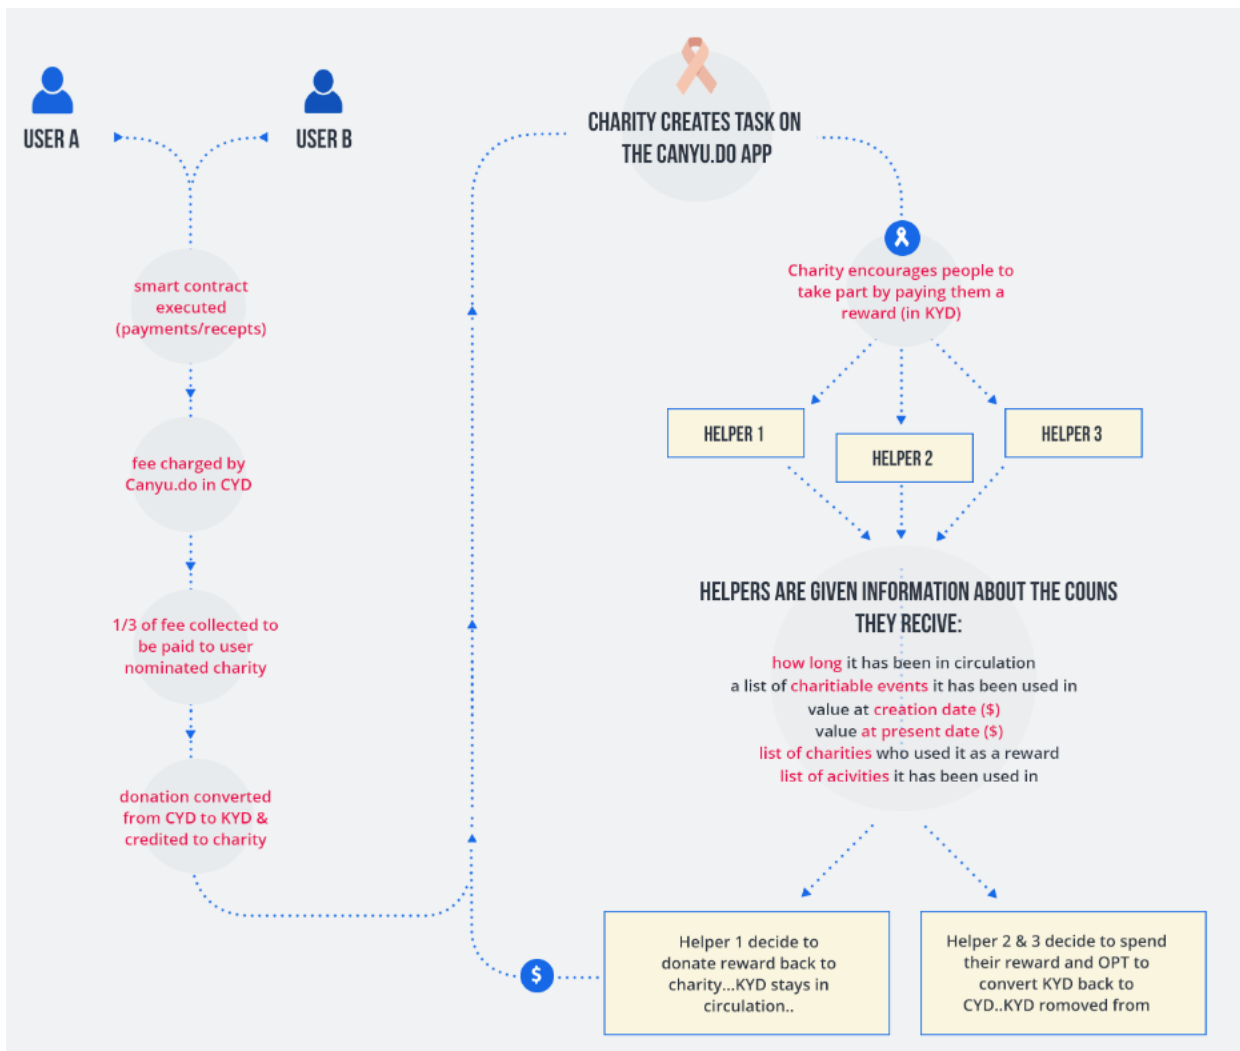 USER A
USER B
smart contract
executed
(payments/recepts)
fee charged by
Canyu.do in CYD
1/3 of fee collected to
be paid to user
nominated charity
donation converted
from CYD to KYD &
credited to charity
CHARITY CREATES TASK ON
THE CANYU.DO APP
Charity encourages people to
take part by paying them a
reward (in KYD)
HELPER 1
HELPER 2
HELPER 3
HELPERS ARE GIVEN INFORMATION ABOUT THE COUNS
THEY RECIVE:
how long it has been in circulation
a list of charitiable events it has been used in
value at creation date ($)
value at present date ($)
list of charities who used it as a reward
list of acivities it has been used in
$
Helper 1 decide to
donate reward back to
charity...KYD stays in
circulation..
Helper 2 & 3 decide to spend
their reward and OPT to
convert KYD back to
CYD..KYD romoved from